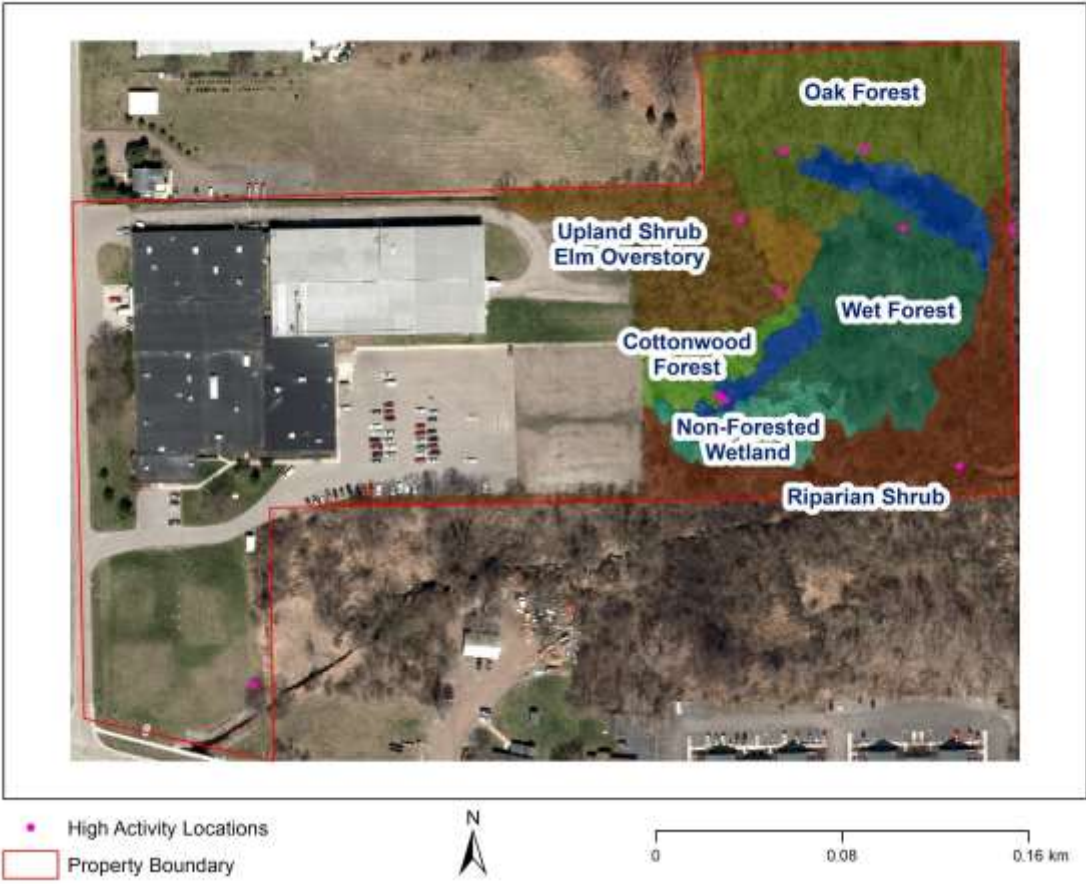 Oak Forest
Upland Shrub
Elm Overstory
Wet Forest
Cottonwood
Forest
Non-Forested
Wetland
Riparian Shrub
High Activity Locations
Property Boundary
N
0
0.08
0.16 km